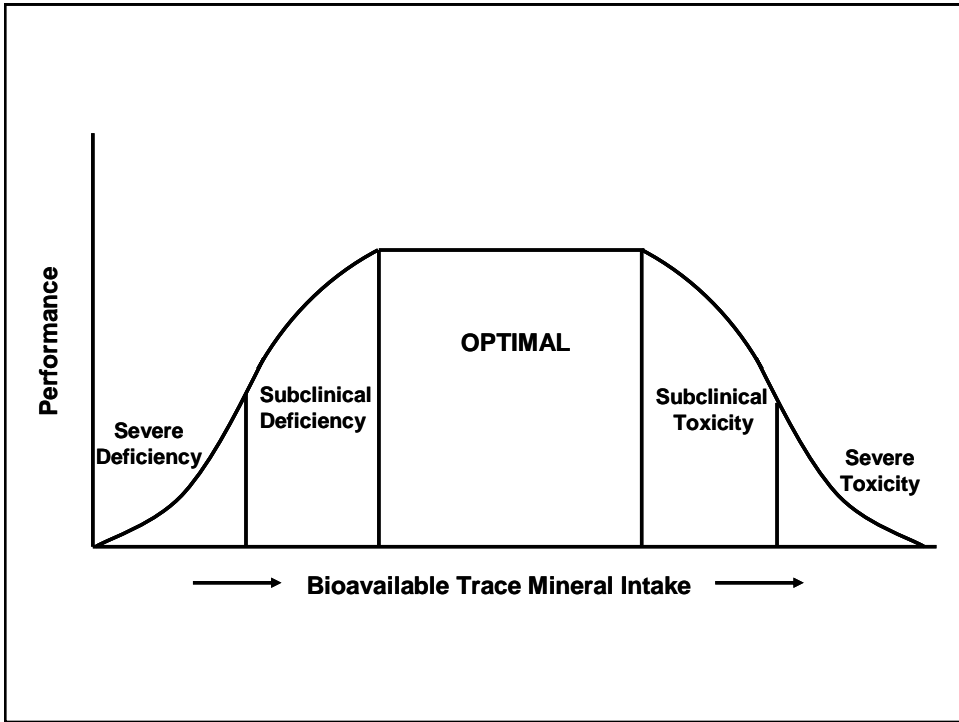 Performance
Severe
Deficiency
Subclinical
Deficiency
OPTIMAL
Subclinical
Toxicity
Severe
Toxicity
Bioavailable Trace Mineral Intake